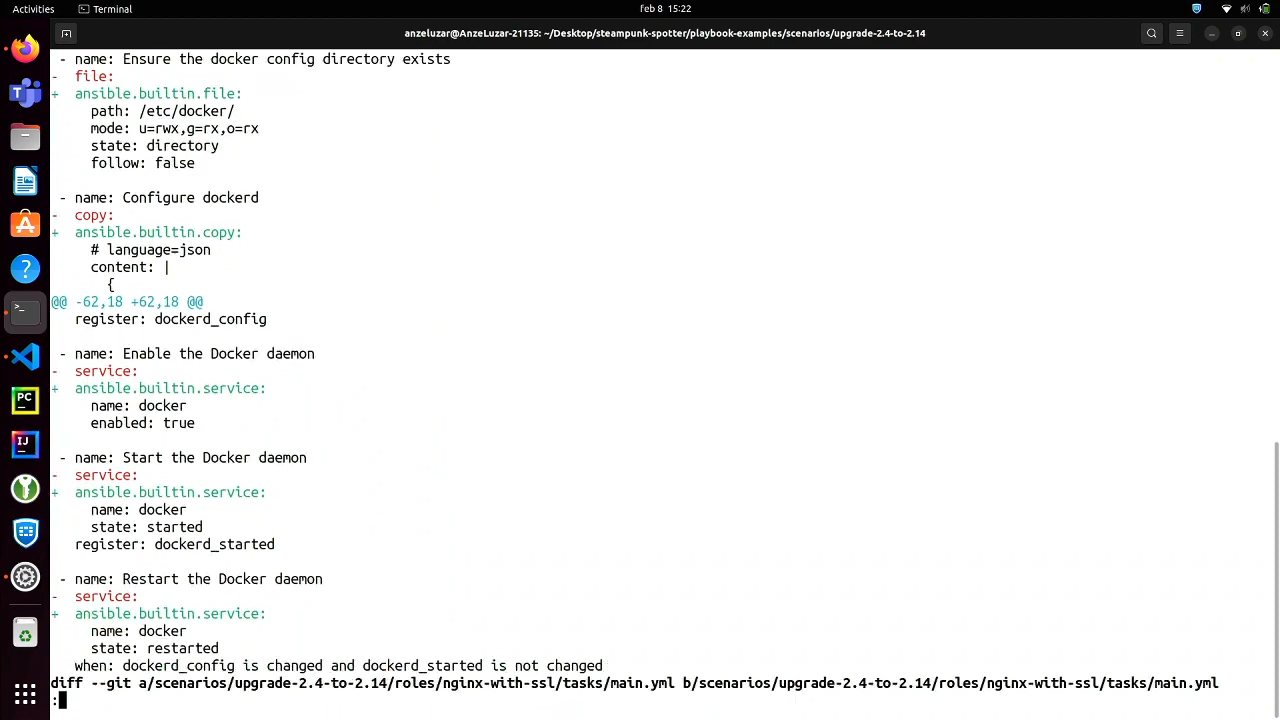 Activities
Terminal
feb 8 15:22
anzeluzar@AnzeLuzar-21135: ~/Desktop/steampunk-spotter/playbook-examples/scenarios/upgrade-2.4-to-2.14
 - name: Ensure the docker config directory exists
-  file:
+  ansible.builtin.file:
     path: /etc/docker/
     mode: u=rwx,g=rx,o=rx
     state: directory
     follow: false
 - name: Configure dockerd
-  copy:
+  ansible.builtin.copy:
     # language=json
     content: |
       {
@@ -62,18 +62,18 @@
   register: dockerd_config
 - name: Enable the Docker daemon
-  service:
+  ansible.builtin.service:
     name: docker
     enabled: true
 - name: Start the Docker daemon
-  service:
+  ansible.builtin.service:
     name: docker
     state: started
   register: dockerd_started
 - name: Restart the Docker daemon
-  service:
+  ansible.builtin.service:
     name: docker
     state: restarted
   when: dockerd_config is changed and dockerd_started is not changed
diff --git a/scenarios/upgrade-2.4-to-2.14/roles/nginx-with-ssl/tasks/main.yml b/scenarios/upgrade-2.4-to-2.14/roles/nginx-with-ssl/tasks/main.yml
:
PC
IJ